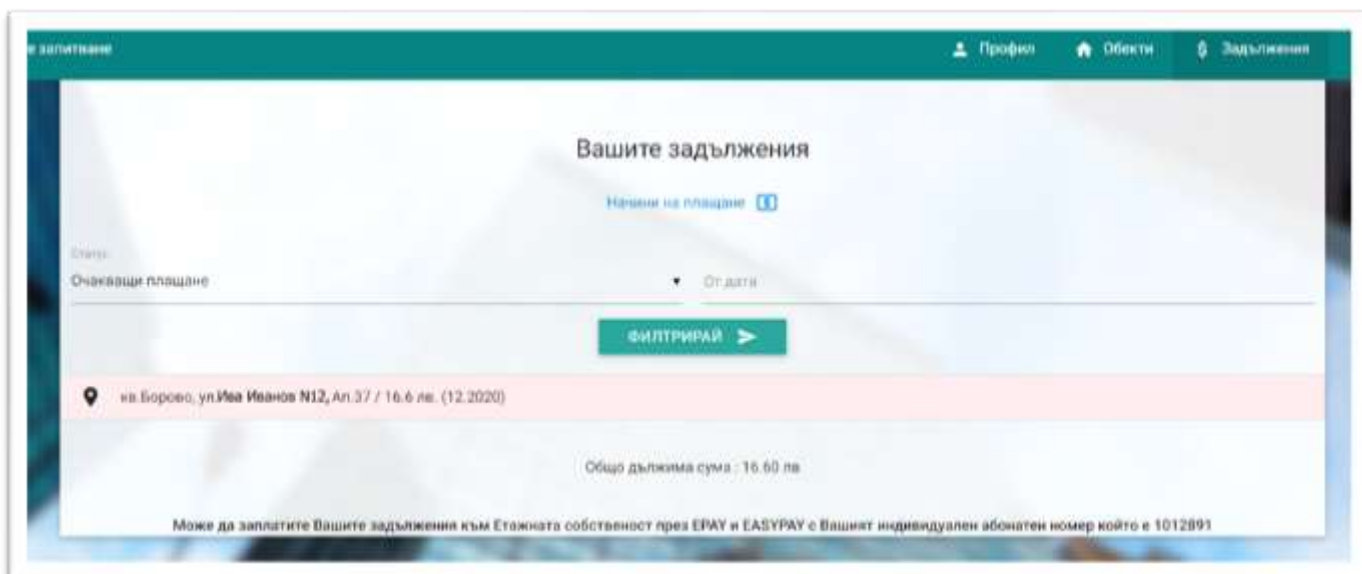 е запитване
Профил
Обекти
$ Задължения
Вашите задължения
Начини на плащане
Статус
Очакващи плащане
От дата
ФИЛТРИРАЙ
кв.Борово, ул.Ива Иванов N12, Ап.37 / 16.6 лв. (12.2020)
Общо дължима сума : 16.60 лв
Може да заплатите Вашите задължения към Етажната собственост през EPAY и EASYPAY с Вашият индивидуален абонатен номер който е 1012891